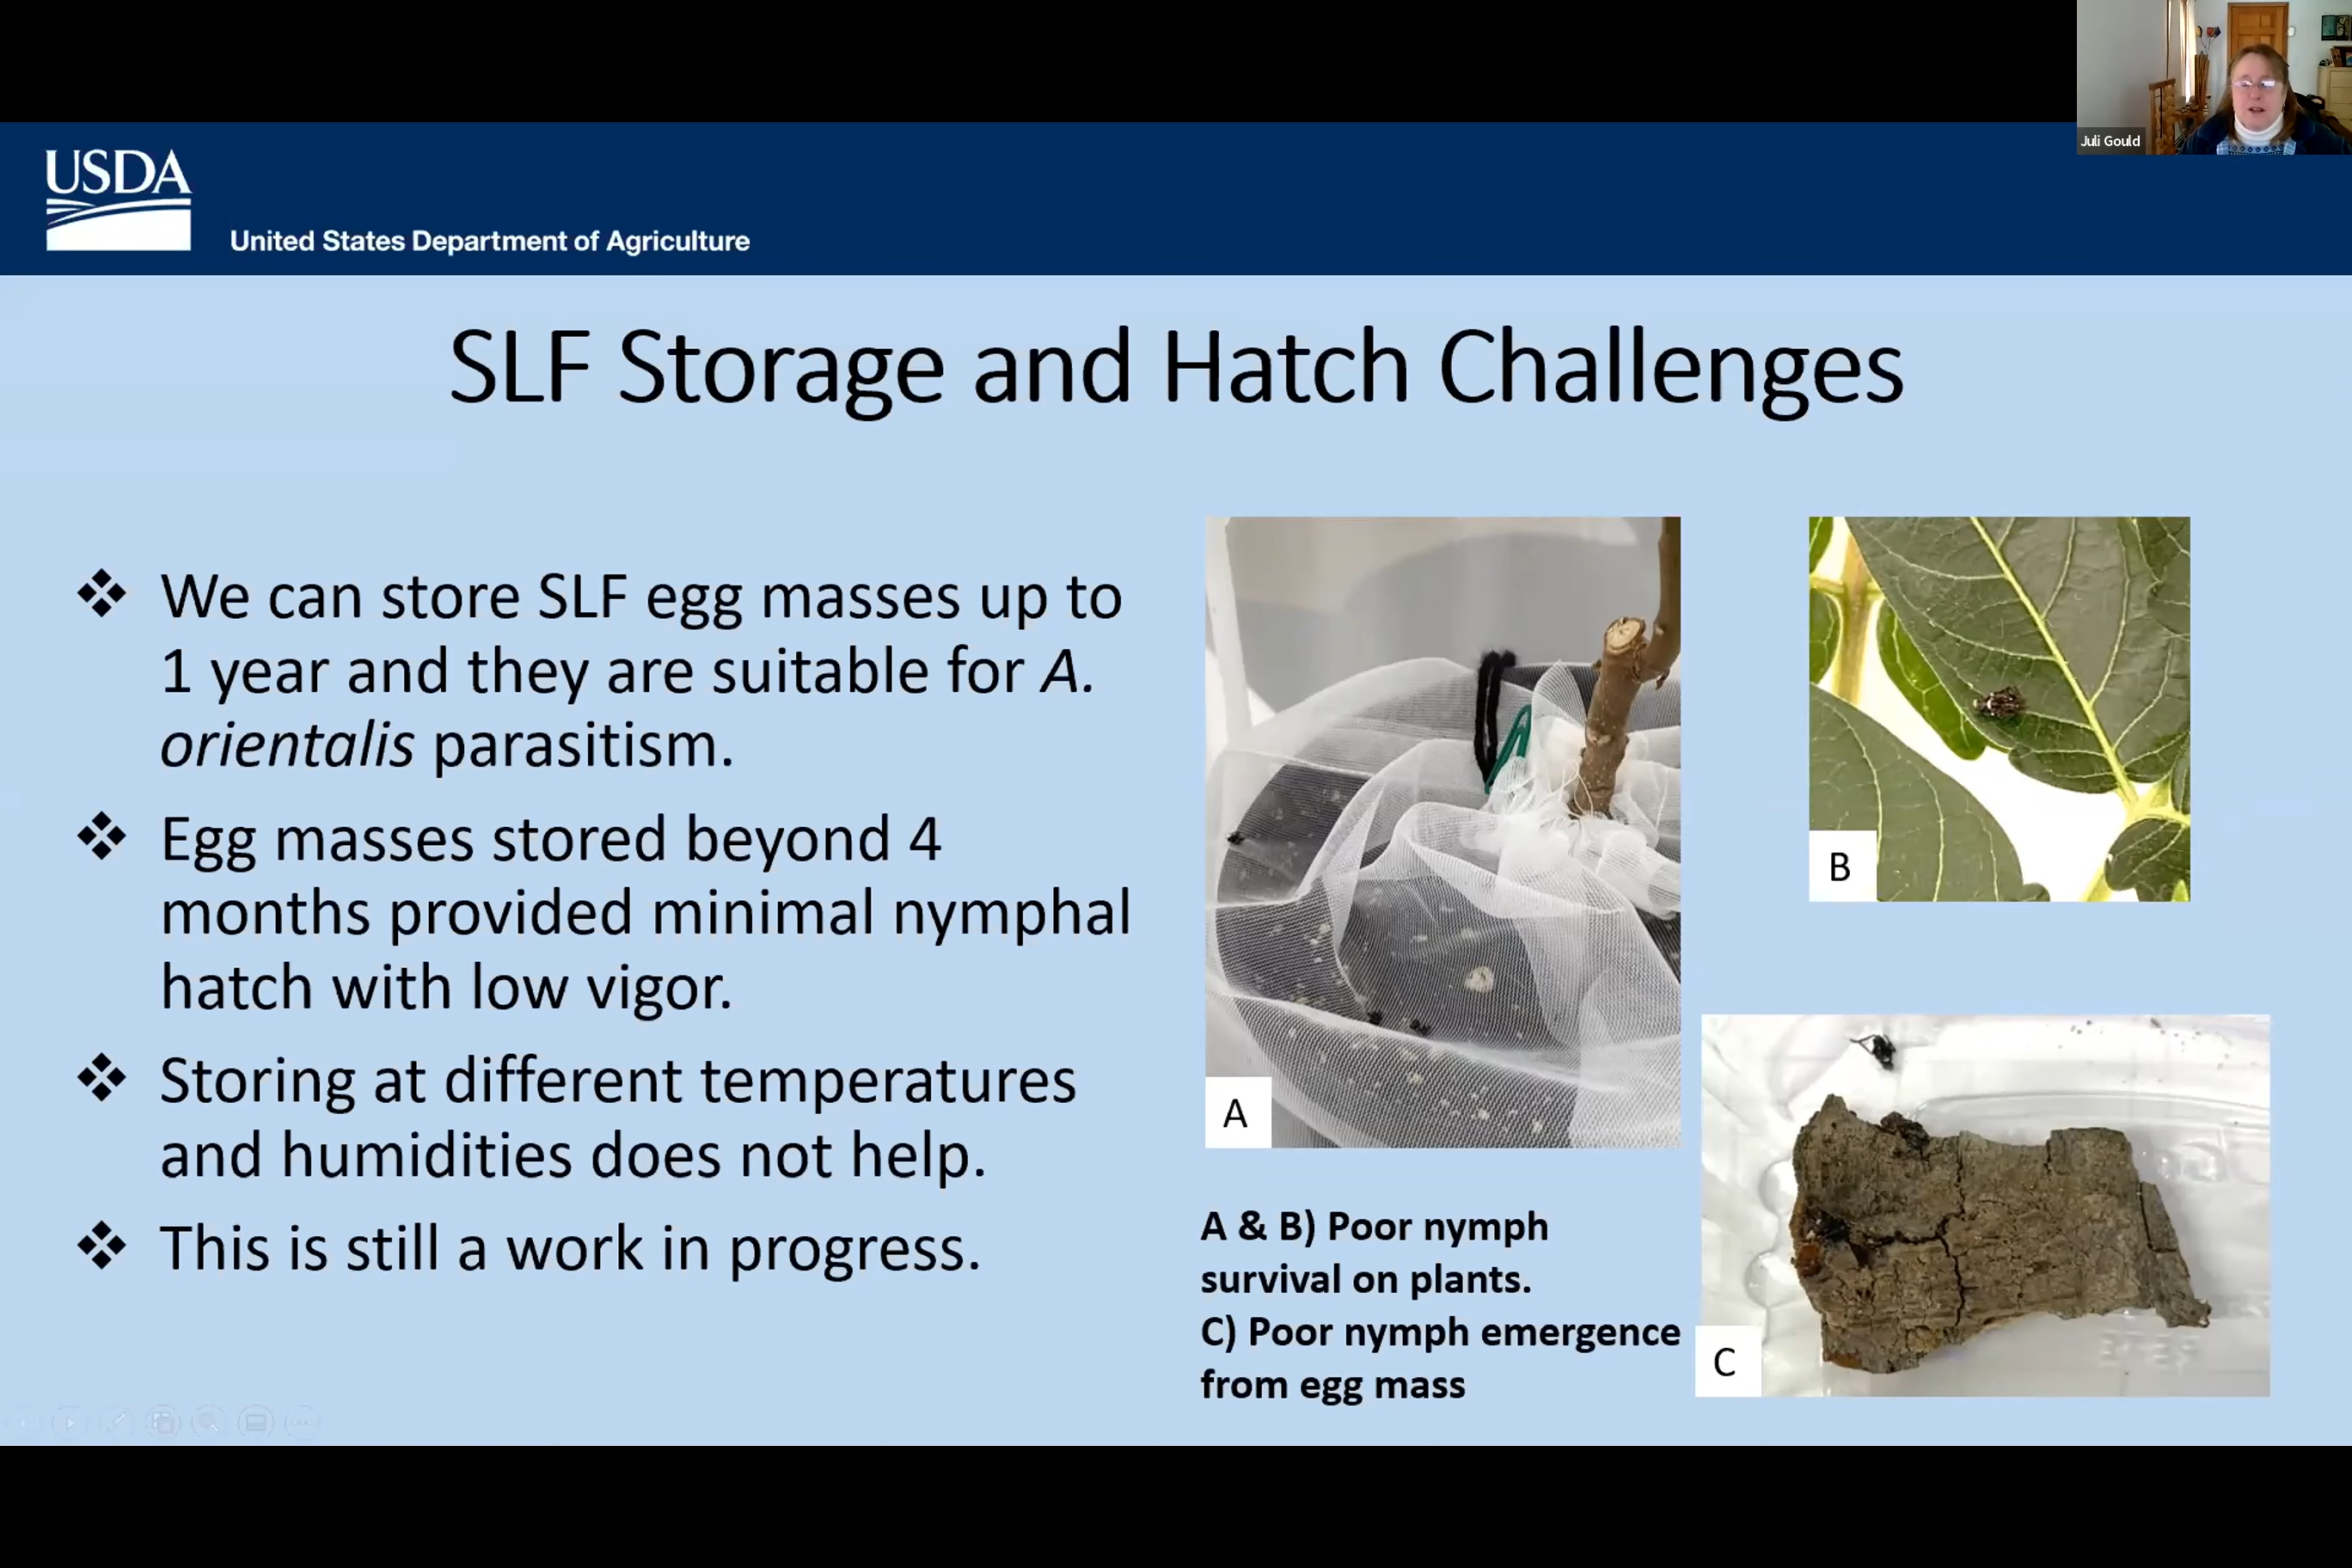 Juli Gould
USDA
United States Department of Agriculture
SLF Storage and Hatch Challenges
❖ We can store SLF egg masses up to
1 year and they are suitable for A.
orientalis parasitism.
❖ Egg masses stored beyond 4
months provided minimal nymphal
hatch with low vigor.
❖ Storing at different temperatures
and humidities does not help.
❖ This is still a work in progress.
A
B
C
A & B) Poor nymph
survival on plants.
C) Poor nymph emergence
from egg mass